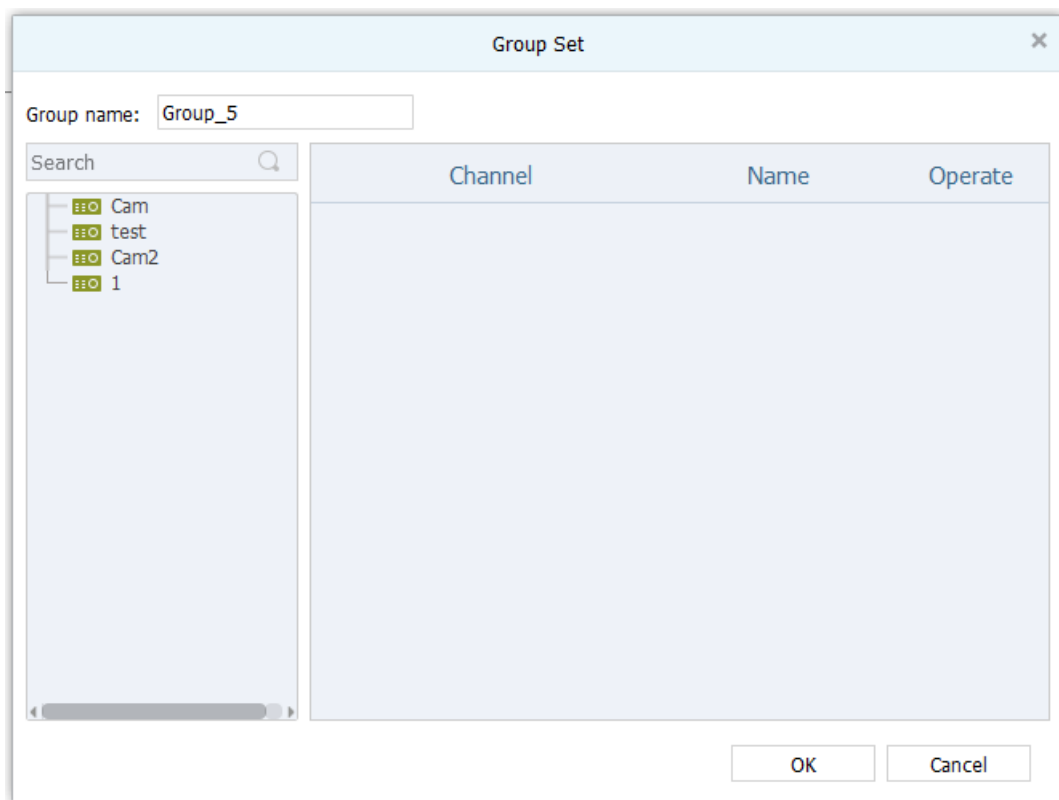 Group Set
Group name: Group_5
Search
Channel Name Operate
Cam
test
Cam2
1
OK Cancel